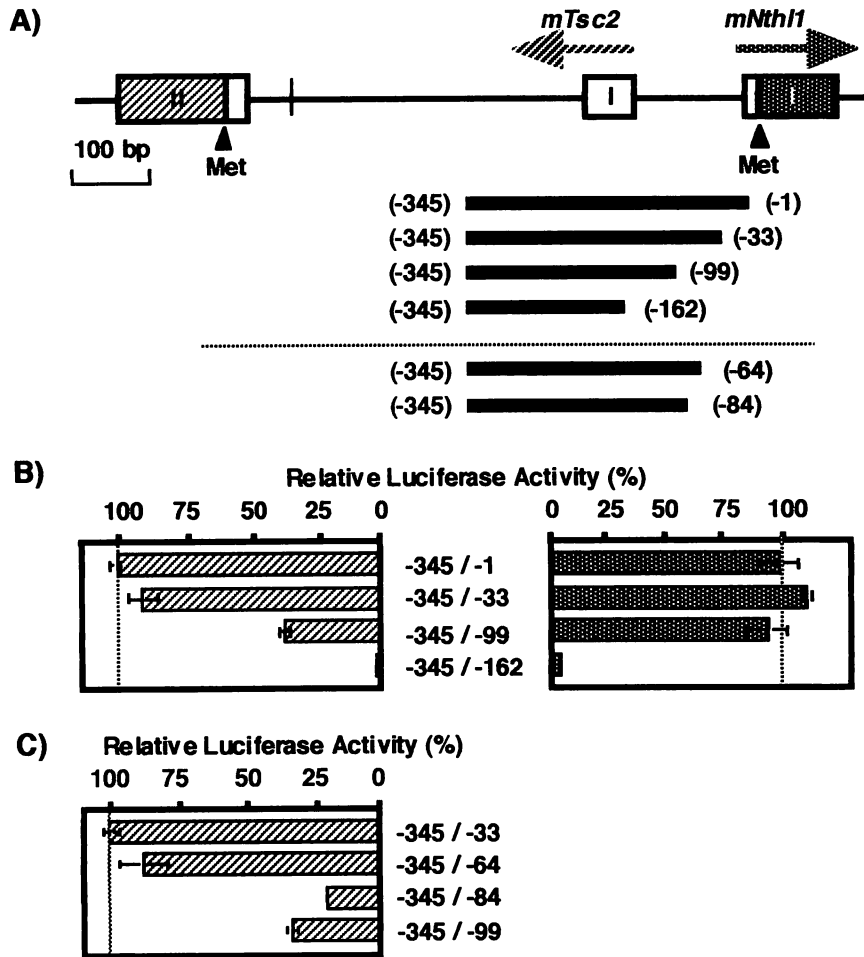 A)
mTsc2 mNthl1
II I I
100 bp
Met Met
(-345) (-1)
(-345) (-33)
(-345) (-99)
(-345) (-162)
(-345) (-64)
(-345) (-84)
B)
Relative Luciferase Activity (%)
100 75 50 25 0 0 25 50 75 100
-345 / -1
-345 / -33
-345 / -99
-345 / -162
C)
Relative Luciferase Activity (%)
100 75 50 25 0
-345 / -33
-345 / -64
-345 / -84
-345 / -99